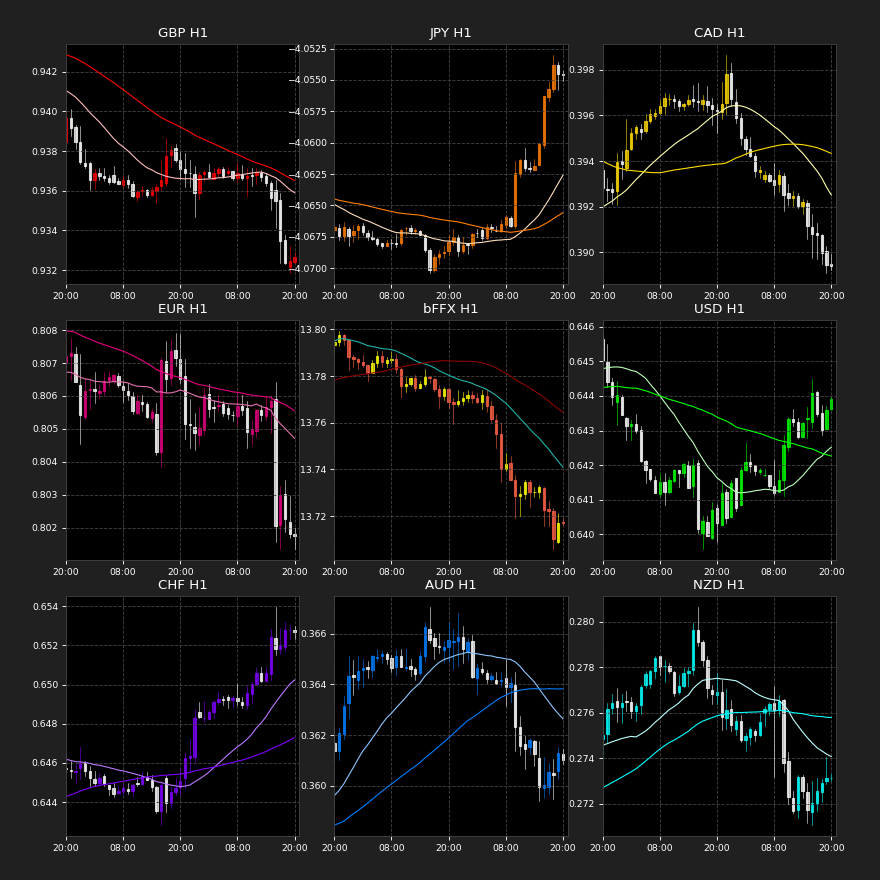 GBP H1
0.942
0.940
0.938
0.936
0.934
0.932
20:00 08:00 20:00 08:00 20:00
JPY H1
−4.0525
−4.0550
−4.0575
−4.0600
−4.0625
−4.0650
−4.0675
−4.0700
20:00 08:00 20:00 08:00 20:00
CAD H1
0.398
0.396
0.394
0.392
0.390
20:00 08:00 20:00 08:00 20:00
EUR H1
0.808
0.807
0.806
0.805
0.804
0.803
0.802
20:00 08:00 20:00 08:00 20:00
bFFX H1
13.80
13.78
13.76
13.74
13.72
20:00 08:00 20:00 08:00 20:00
USD H1
0.646
0.645
0.644
0.643
0.642
0.641
0.640
20:00 08:00 20:00 08:00 20:00
CHF H1
0.654
0.652
0.650
0.648
0.646
0.644
20:00 08:00 20:00 08:00 20:00
AUD H1
0.366
0.364
0.362
0.360
20:00 08:00 20:00 08:00 20:00
NZD H1
0.280
0.278
0.276
0.274
0.272
20:00 08:00 20:00 08:00 20:00